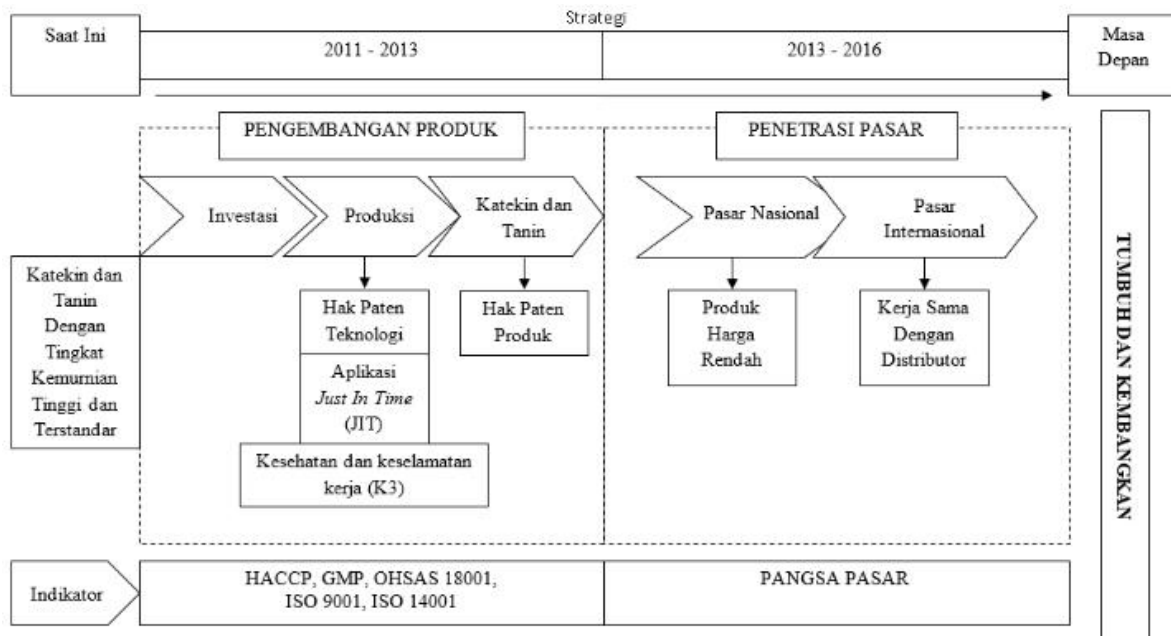 Strategi
Saat Ini
2011 - 2013
2013 - 2016
Masa
Depan
PENGEMBANGAN PRODUK
PENETRASI PASAR
Investasi
Produksi
Katekin dan
Tanin
Pasar Nasional
Pasar
Internasional
Katekin dan
Tanin
Dengan
Tingkat
Kemurnian
Tinggi dan
Terstandar
Hak Paten
Teknologi
Aplikasi
Just In Time
(JIT)
Kesehatan dan keselamatan
kerja (K3)
Hak Paten
Produk
Produk
Harga
Rendah
Kerja Sama
Dengan
Distributor
TUMBUH DAN KEMBANGKAN
Indikator
HACCP, GMP, OHSAS 18001,
ISO 9001, ISO 14001
PANGSA PASAR